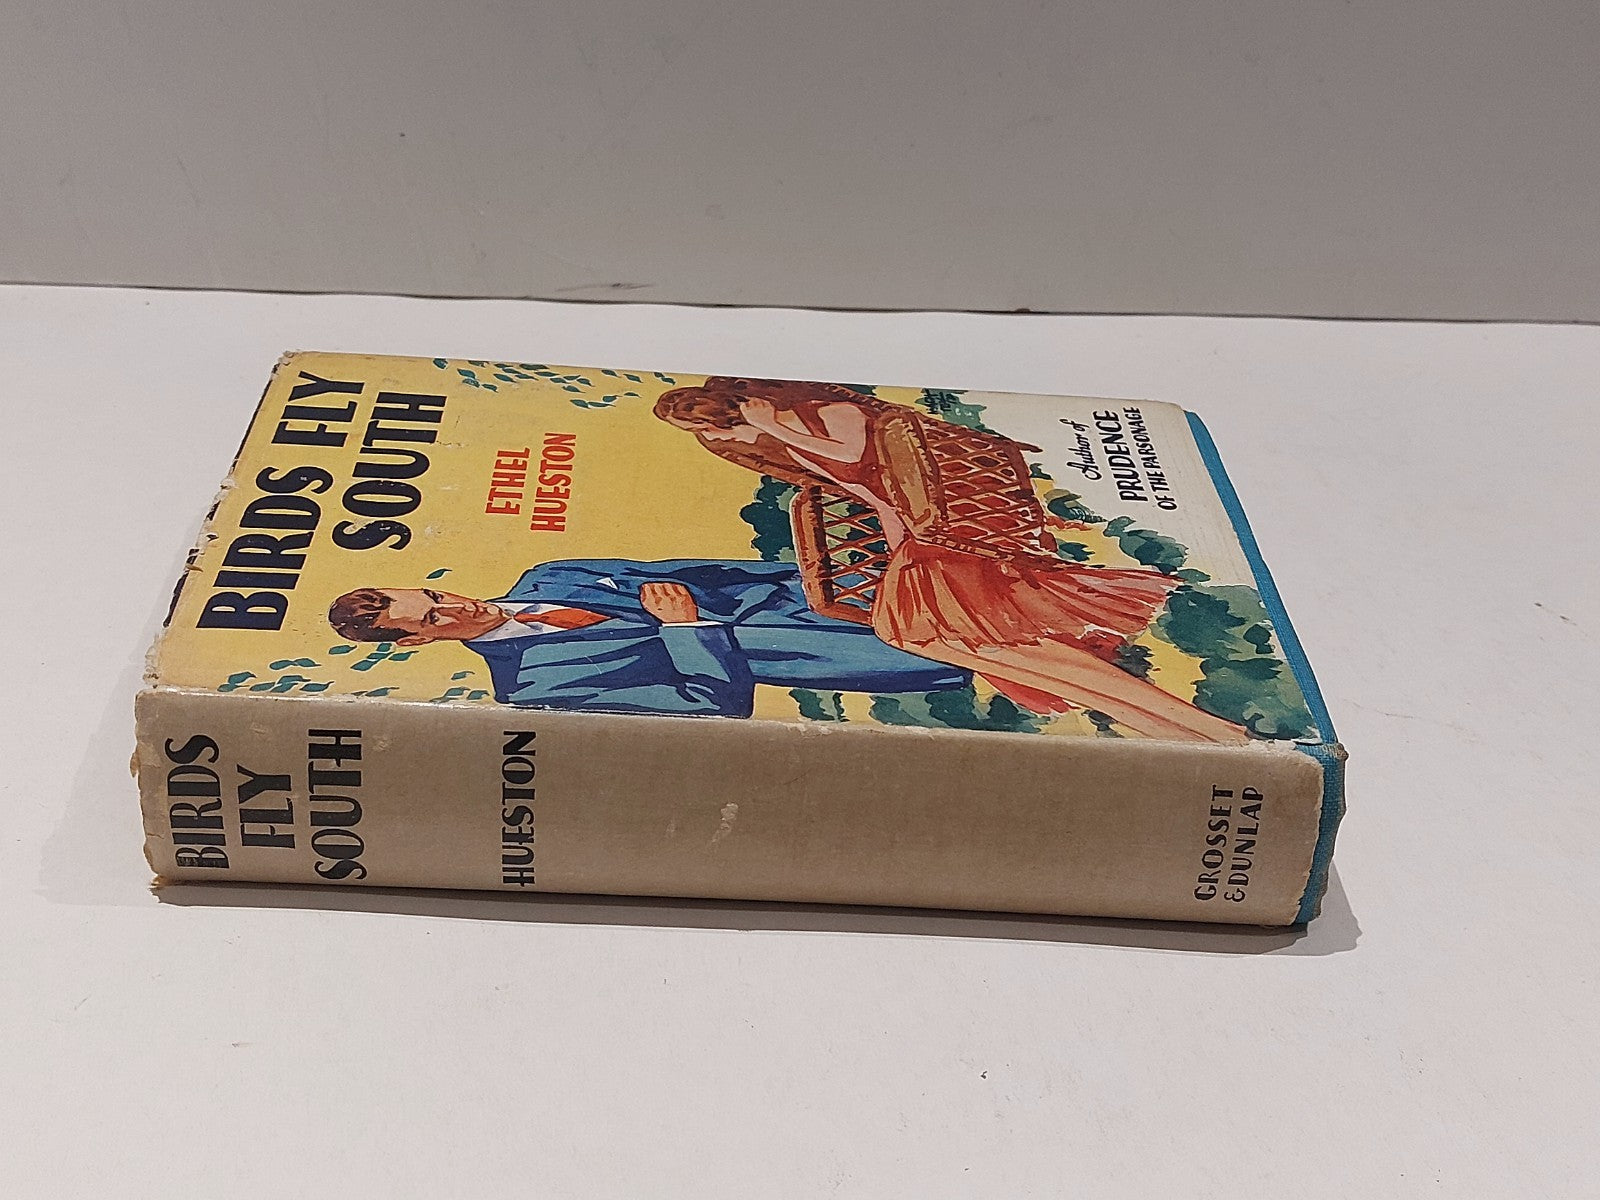 BIRDS FLY
SOUTH
ETHEL
HUESTON
Author of
PRUDENCE
OF THE PARSONAGE
BIRDS
FLY
SOUTH
HUESTON
GROSSET
& DUNLAP